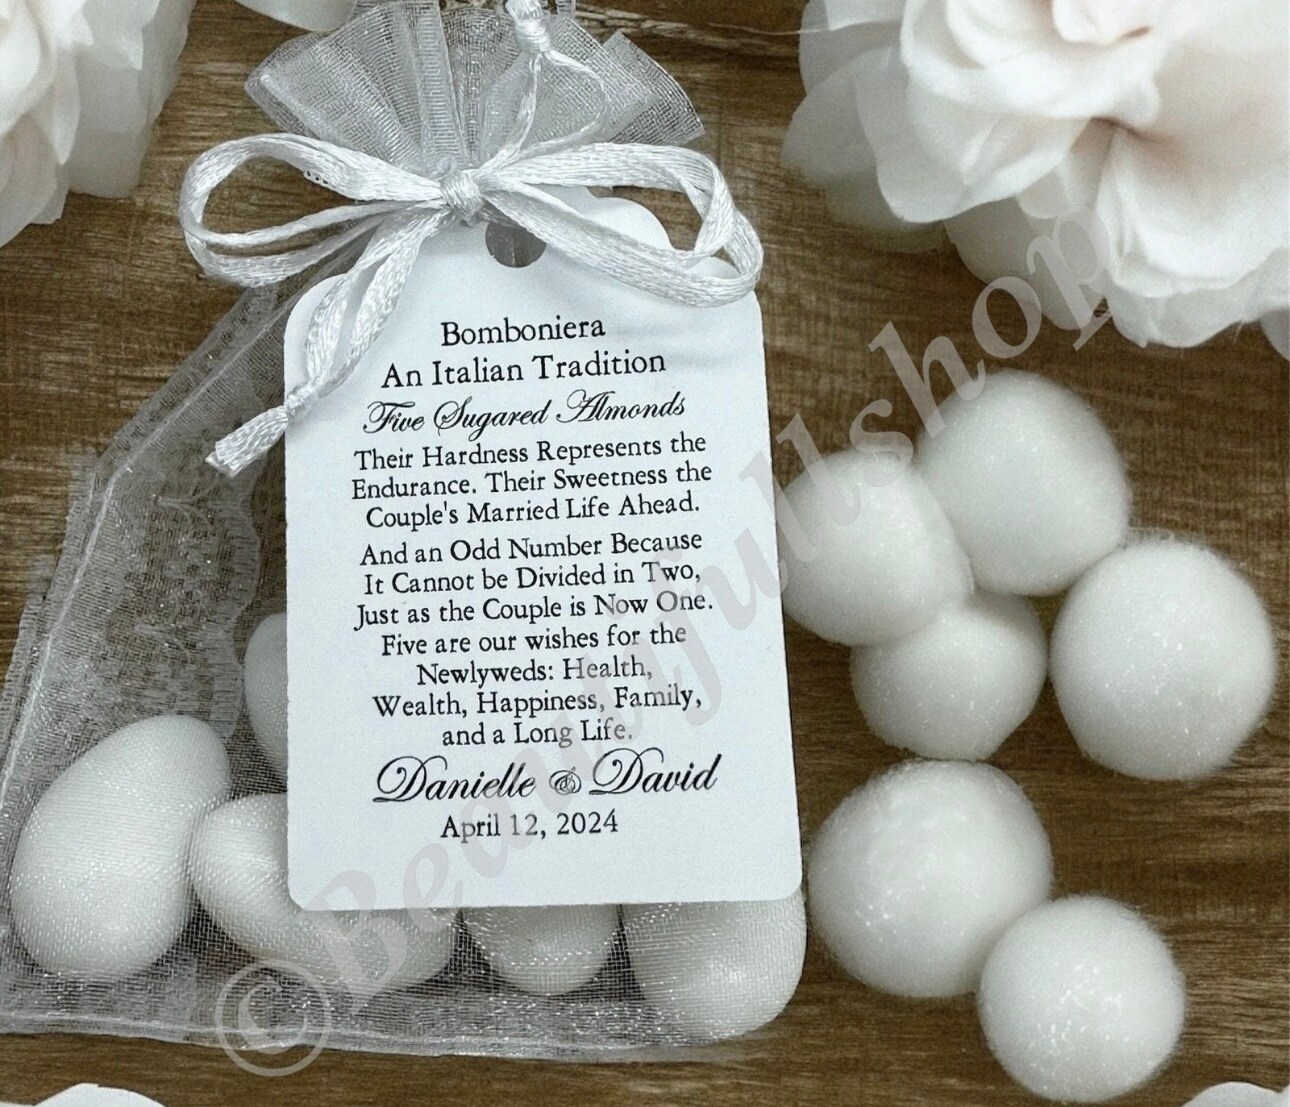 Bomboniera
An Italian Tradition
Five Sugared Almonds
Their Hardness Represents the
Endurance. Their Sweetness the
Couple's Married Life Ahead.
And an Odd Number Because
It Cannot be Divided in Two,
Just as the Couple is Now One.
Five are our wishes for the
Newlyweds: Health,
Wealth, Happiness, Family,
and a Long Life.
Danielle & David
April 12, 2024
©Beautifullshop